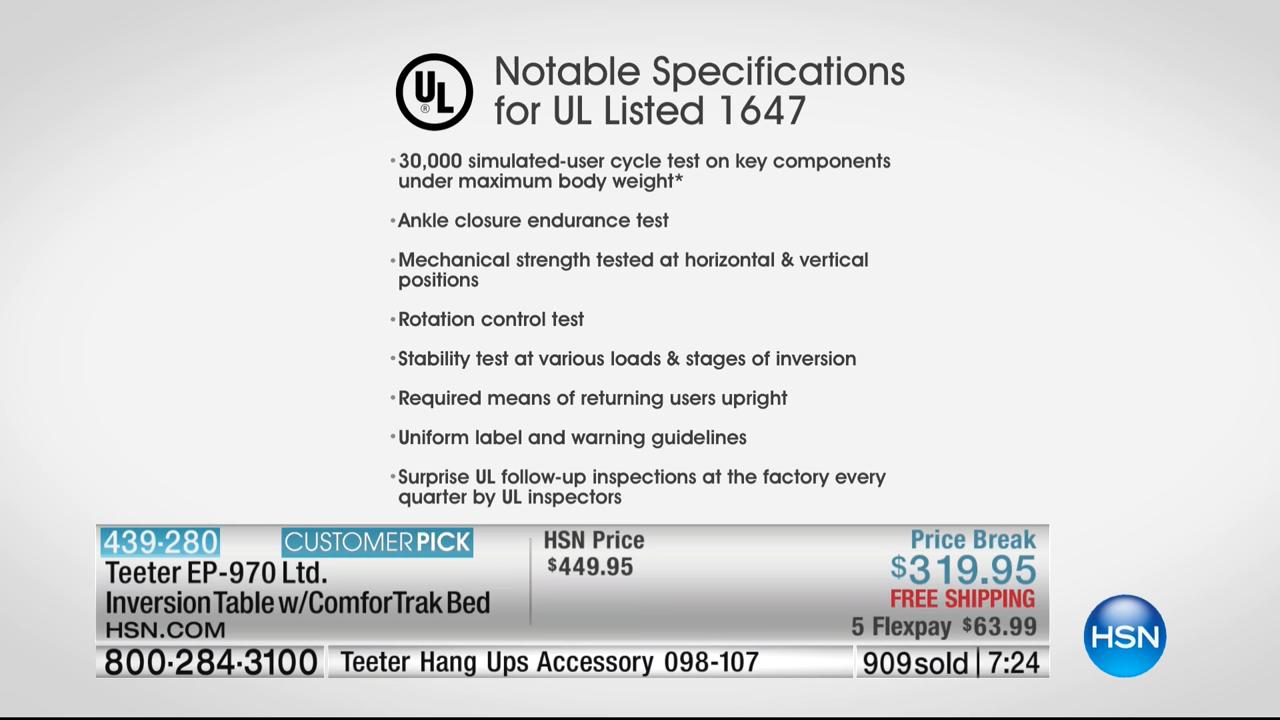 UL
®
Notable Specifications
for UL Listed 1647
•30,000 simulated-user cycle test on key components
under maximum body weight*
•Ankle closure endurance test
•Mechanical strength tested at horizontal & vertical
positions
•Rotation control test
•Stability test at various loads & stages of inversion
•Required means of returning users upright
•Uniform label and warning guidelines
•Surprise UL follow-up inspections at the factory every
quarter by UL inspectors
439·280 CUSTOMER PICK
Teeter EP-970 Ltd.
Inversion Table w/ComforTrak Bed
HSN.COM
HSN Price
$449.95
Price Break
$319.95
FREE SHIPPING
5 Flexpay $63.99
800·284·3100 Teeter Hang Ups Accessory 098-107 909 sold | 7:24
HSN